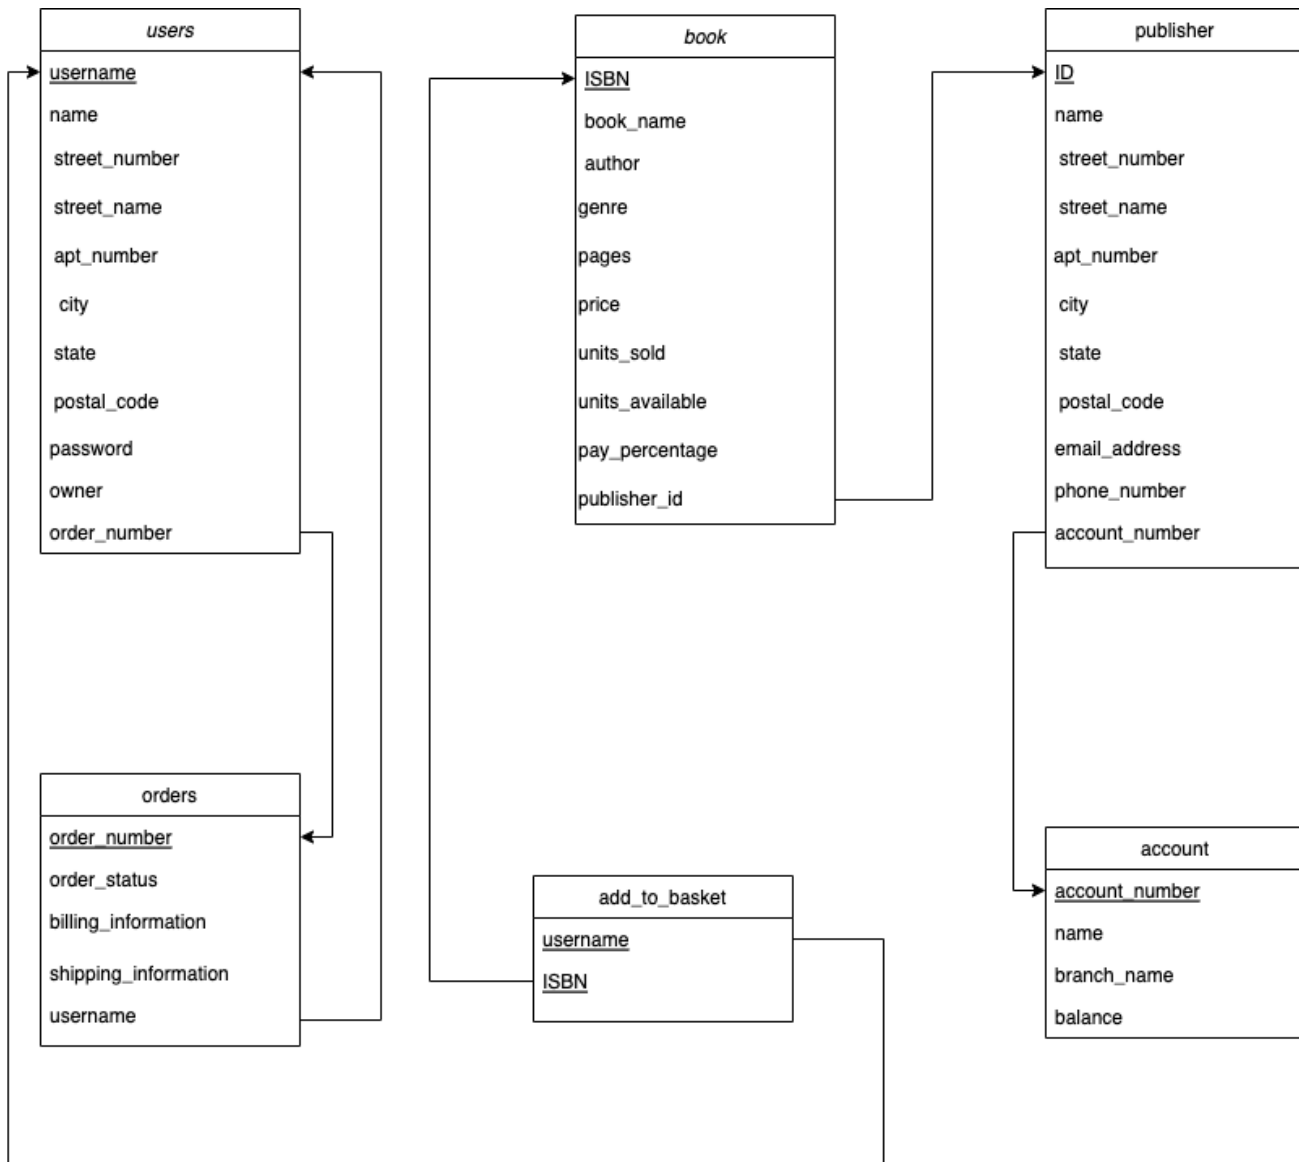 users
username
name
street_number
street_name
apt_number
city
state
postal_code
password
owner
order_number
book
ISBN
book_name
author
genre
pages
price
units_sold
units_available
pay_percentage
publisher_id
publisher
ID
name
street_number
street_name
apt_number
city
state
postal_code
email_address
phone_number
account_number
orders
order_number
order_status
billing_information
shipping_information
username
add_to_basket
username
ISBN
account
account_number
name
branch_name
balance